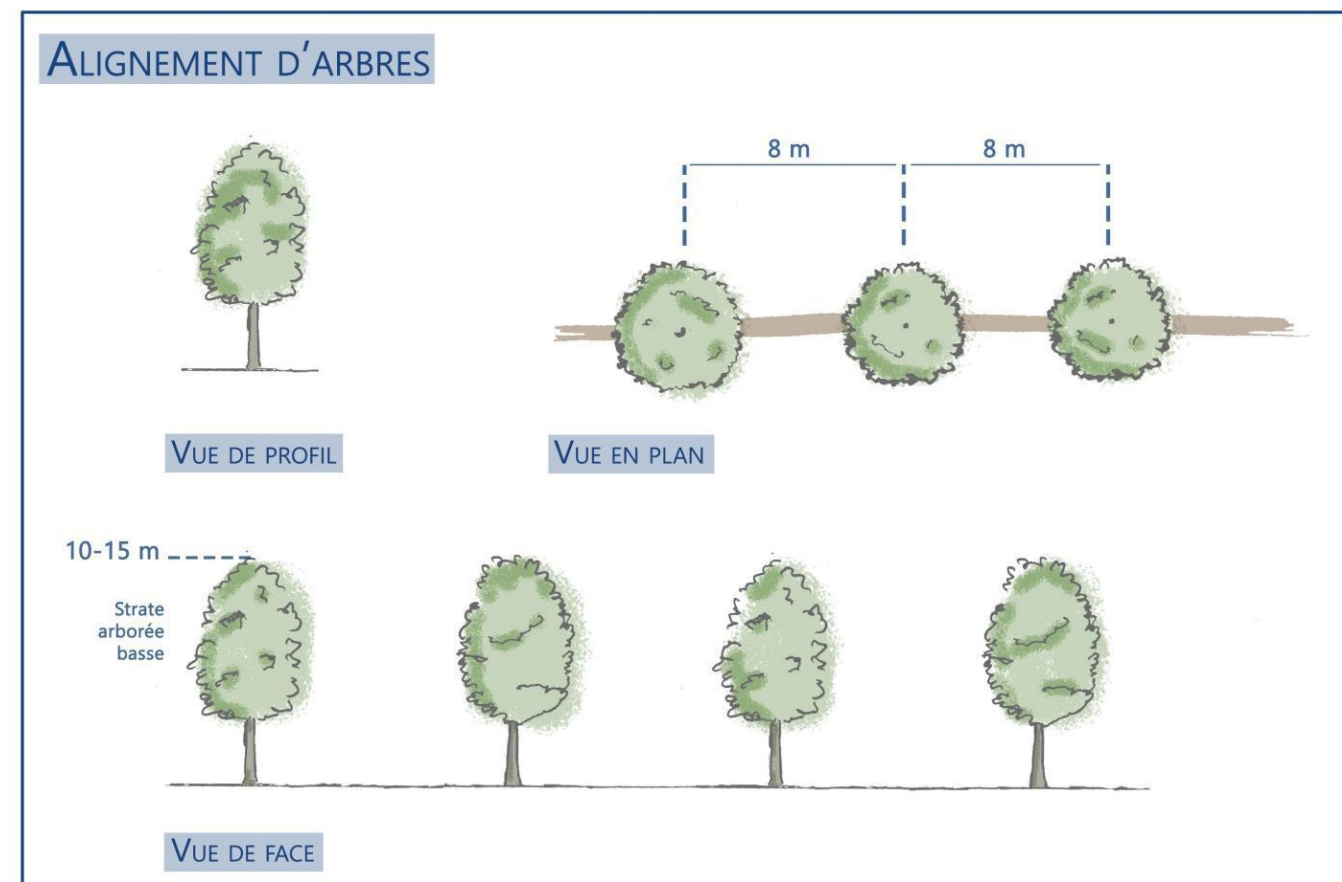 ALIGNEMENT D'ARBRES
8 m
8 m
VUE DE PROFIL
VUE EN PLAN
10-15 m
Strate
arborée
basse
VUE DE FACE